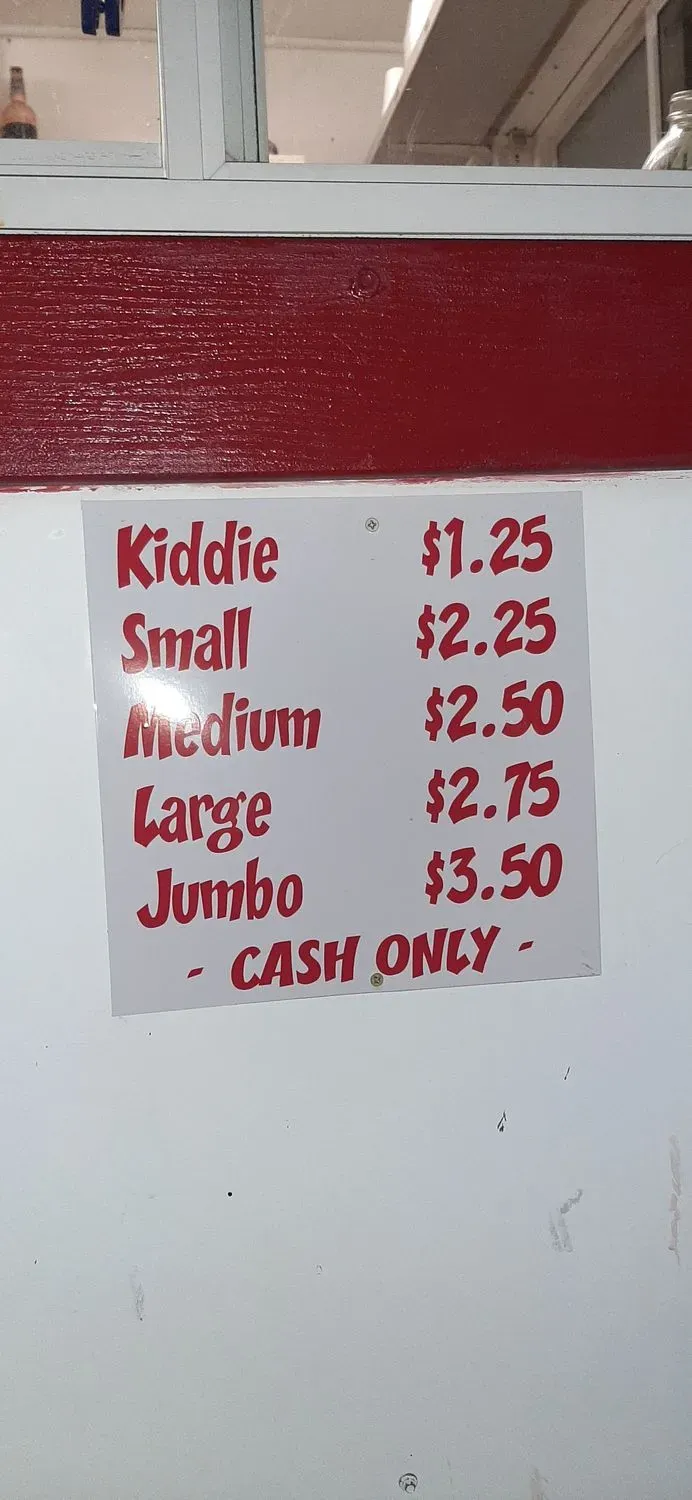 Kiddie $1.25
Small $2.25
Medium $2.50
Large $2.75
Jumbo $3.50
- CASH ONLY -